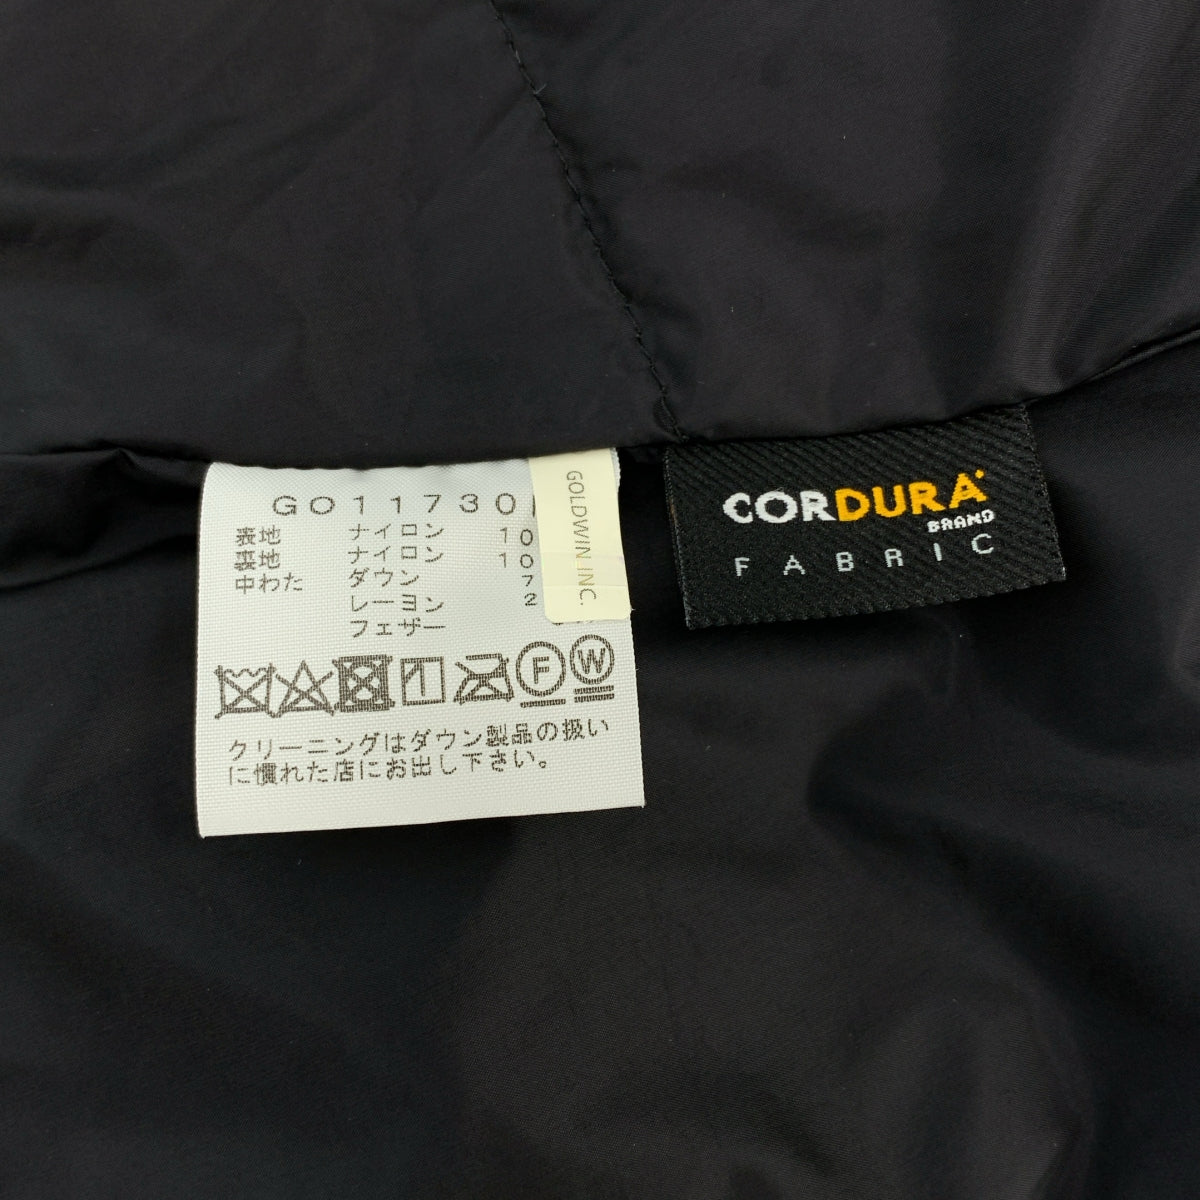 GO11730
表地 ナイロン 10
裏地 ナイロン 10
中わた ダウン 7
レーヨン 2
フェザー
クリーニングはダウン製品の扱い
に慣れた店にお出し下さい。
GOLDWIN INC.
F
W
CORDURA
BRAND
FABRIC